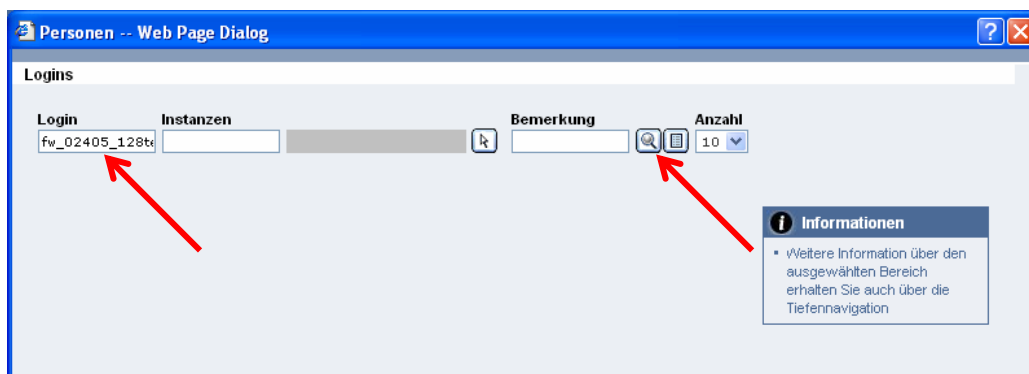 Personen -- Web Page Dialog
Logins
Login Instanzen Bemerkung Anzahl
fw_02405_128te 10
Informationen
Weitere Information über den
ausgewählten Bereich
erhalten Sie auch über die
Tiefennavigation